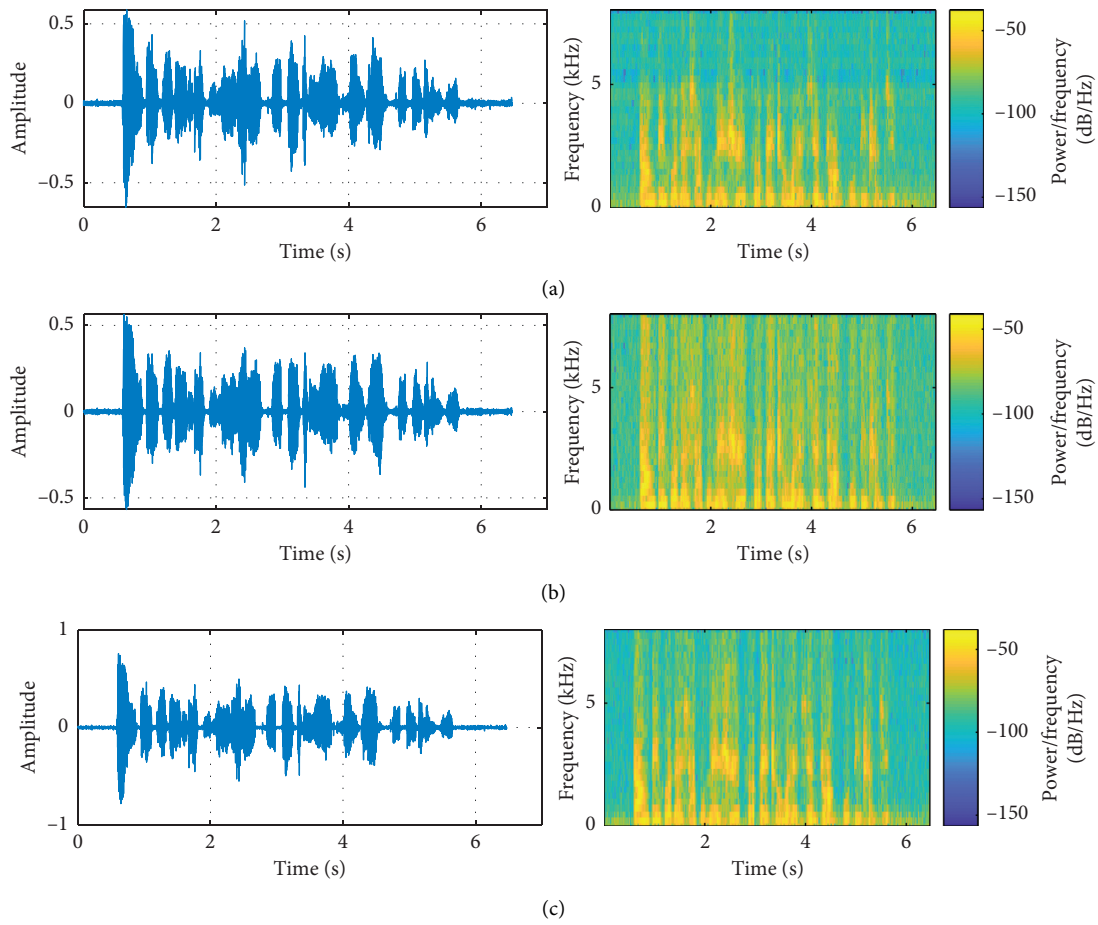 Amplitude
0.5
0
−0.5
0 2 4 6
Time (s)
Frequency (kHz)
5
0
2 4 6
Time (s)
−50
−100
−150
Power/frequency
(dB/Hz)
(a)
Amplitude
0.5
0
−0.5
0 2 4 6
Time (s)
Frequency (kHz)
5
0
2 4 6
Time (s)
−50
−100
−150
Power/frequency
(dB/Hz)
(b)
Amplitude
1
0
−1
0 2 4 6
Time (s)
Frequency (kHz)
5
0
2 4 6
Time (s)
−50
−100
−150
Power/frequency
(dB/Hz)
(c)